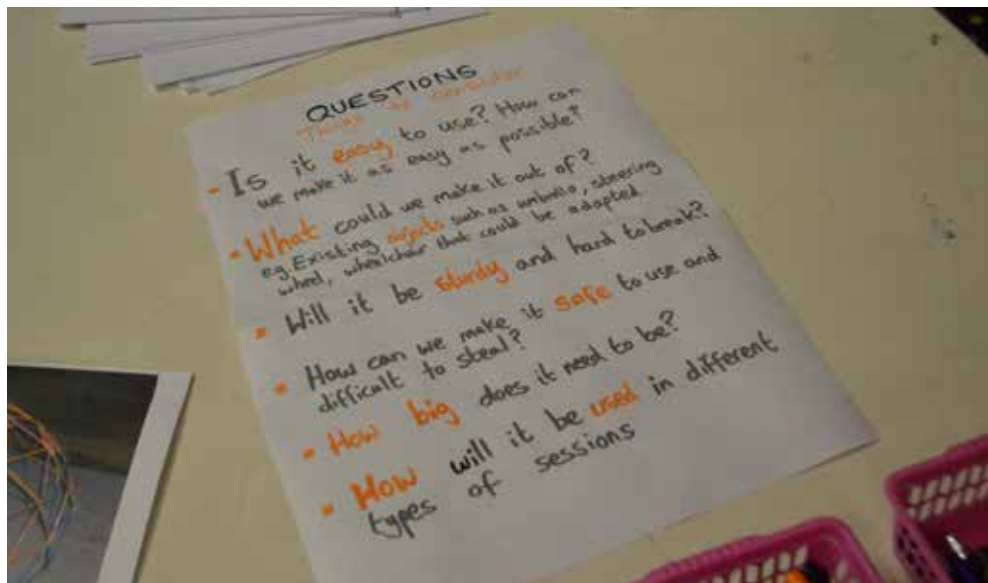 QUESTIONS
Things to consider
- Is it easy to use? How can
we make it as easy as possible?
- What could we make it out of?
eg. Existing objects such as umbrella, steering
wheel, wheelchair that could be adapted
- Will it be sturdy and hard to break?
- How can we make it safe to use and
difficult to steal?
- How big does it need to be?
- How will it be used in different
types of sessions